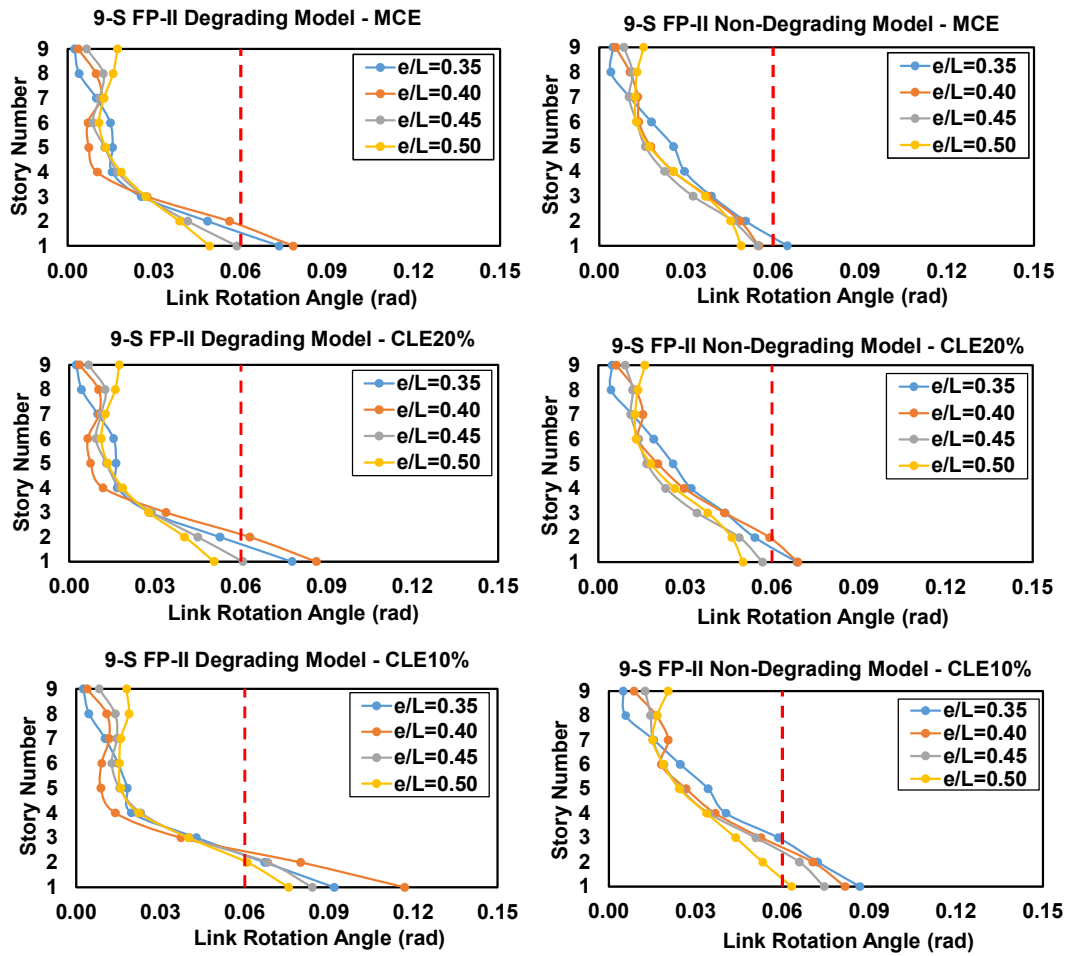 9-S FP-II Degrading Model - MCE
Story Number
9
8
7
6
5
4
3
2
1
e/L=0.35
e/L=0.40
e/L=0.45
e/L=0.50
0.00 0.03 0.06 0.09 0.12 0.15
Link Rotation Angle (rad)
9-S FP-II Non-Degrading Model - MCE
Story Number
9
8
7
6
5
4
3
2
1
e/L=0.35
e/L=0.40
e/L=0.45
e/L=0.50
0.00 0.03 0.06 0.09 0.12 0.15
Link Rotation Angle (rad)
9-S FP-II Degrading Model - CLE20%
Story Number
9
8
7
6
5
4
3
2
1
e/L=0.35
e/L=0.40
e/L=0.45
e/L=0.50
0.00 0.03 0.06 0.09 0.12 0.15
Link Rotation Angle (rad)
9-S FP-II Non-Degrading Model - CLE20%
Story Number
9
8
7
6
5
4
3
2
1
e/L=0.35
e/L=0.40
e/L=0.45
e/L=0.50
0.00 0.03 0.06 0.09 0.12 0.15
Link Rotation Angle (rad)
9-S FP-II Degrading Model - CLE10%
Story Number
9
8
7
6
5
4
3
2
1
e/L=0.35
e/L=0.40
e/L=0.45
e/L=0.50
0.00 0.03 0.06 0.09 0.12 0.15
Link Rotation Angle (rad)
9-S FP-II Non-Degrading Model - CLE10%
Story Number
9
8
7
6
5
4
3
2
1
e/L=0.35
e/L=0.40
e/L=0.45
e/L=0.50
0.00 0.03 0.06 0.09 0.12 0.15
Link Rotation Angle (rad)